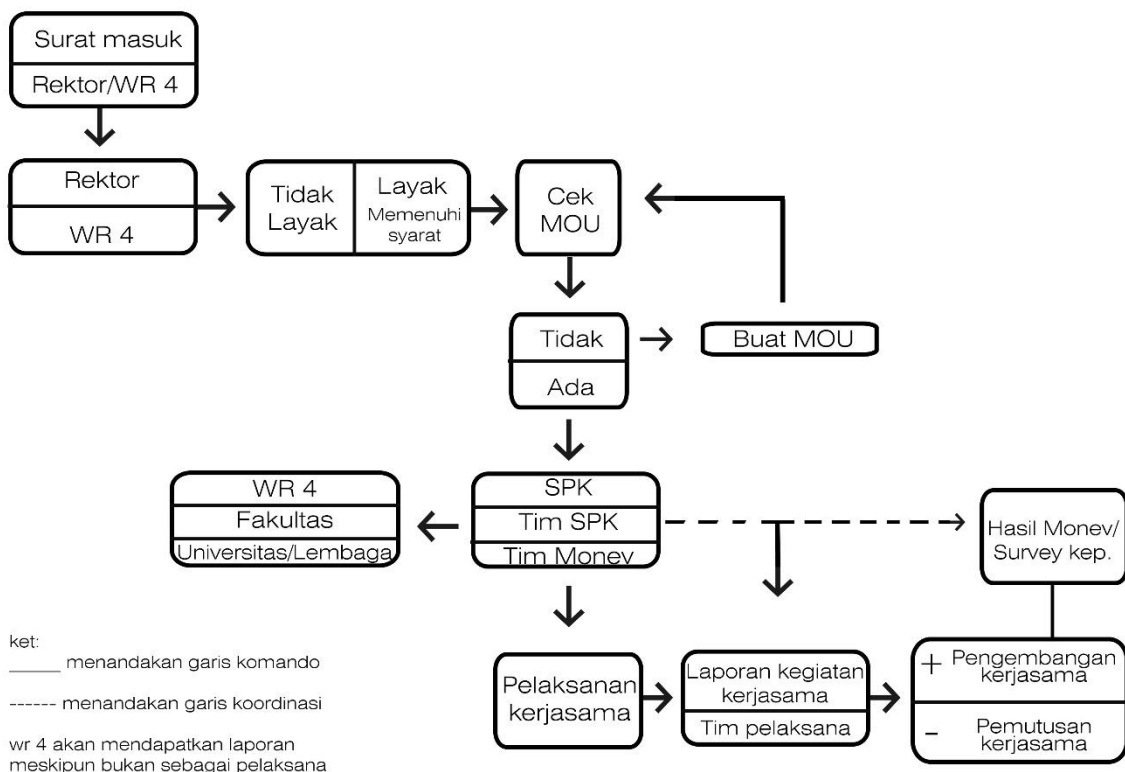 Surat masuk
Rektor/WR 4
Rektor
WR 4
Tidak
Layak
Layak
Memenuhi
syarat
Cek
MOU
Tidak
Ada
Buat MOU
WR 4
Fakultas
Universitas/Lembaga
SPK
Tim SPK
Tim Monev
Hasil Monev/
Survey kep.
Pelaksanan
kerjasama
Laporan kegiatan
kerjasama
Tim pelaksana
+ Pengembangan
kerjasama
- Pemutusan
kerjasama
ket:
_____ menandakan garis komando
------ menandakan garis koordinasi
wr 4 akan mendapatkan laporan
meskipun bukan sebagai pelaksana